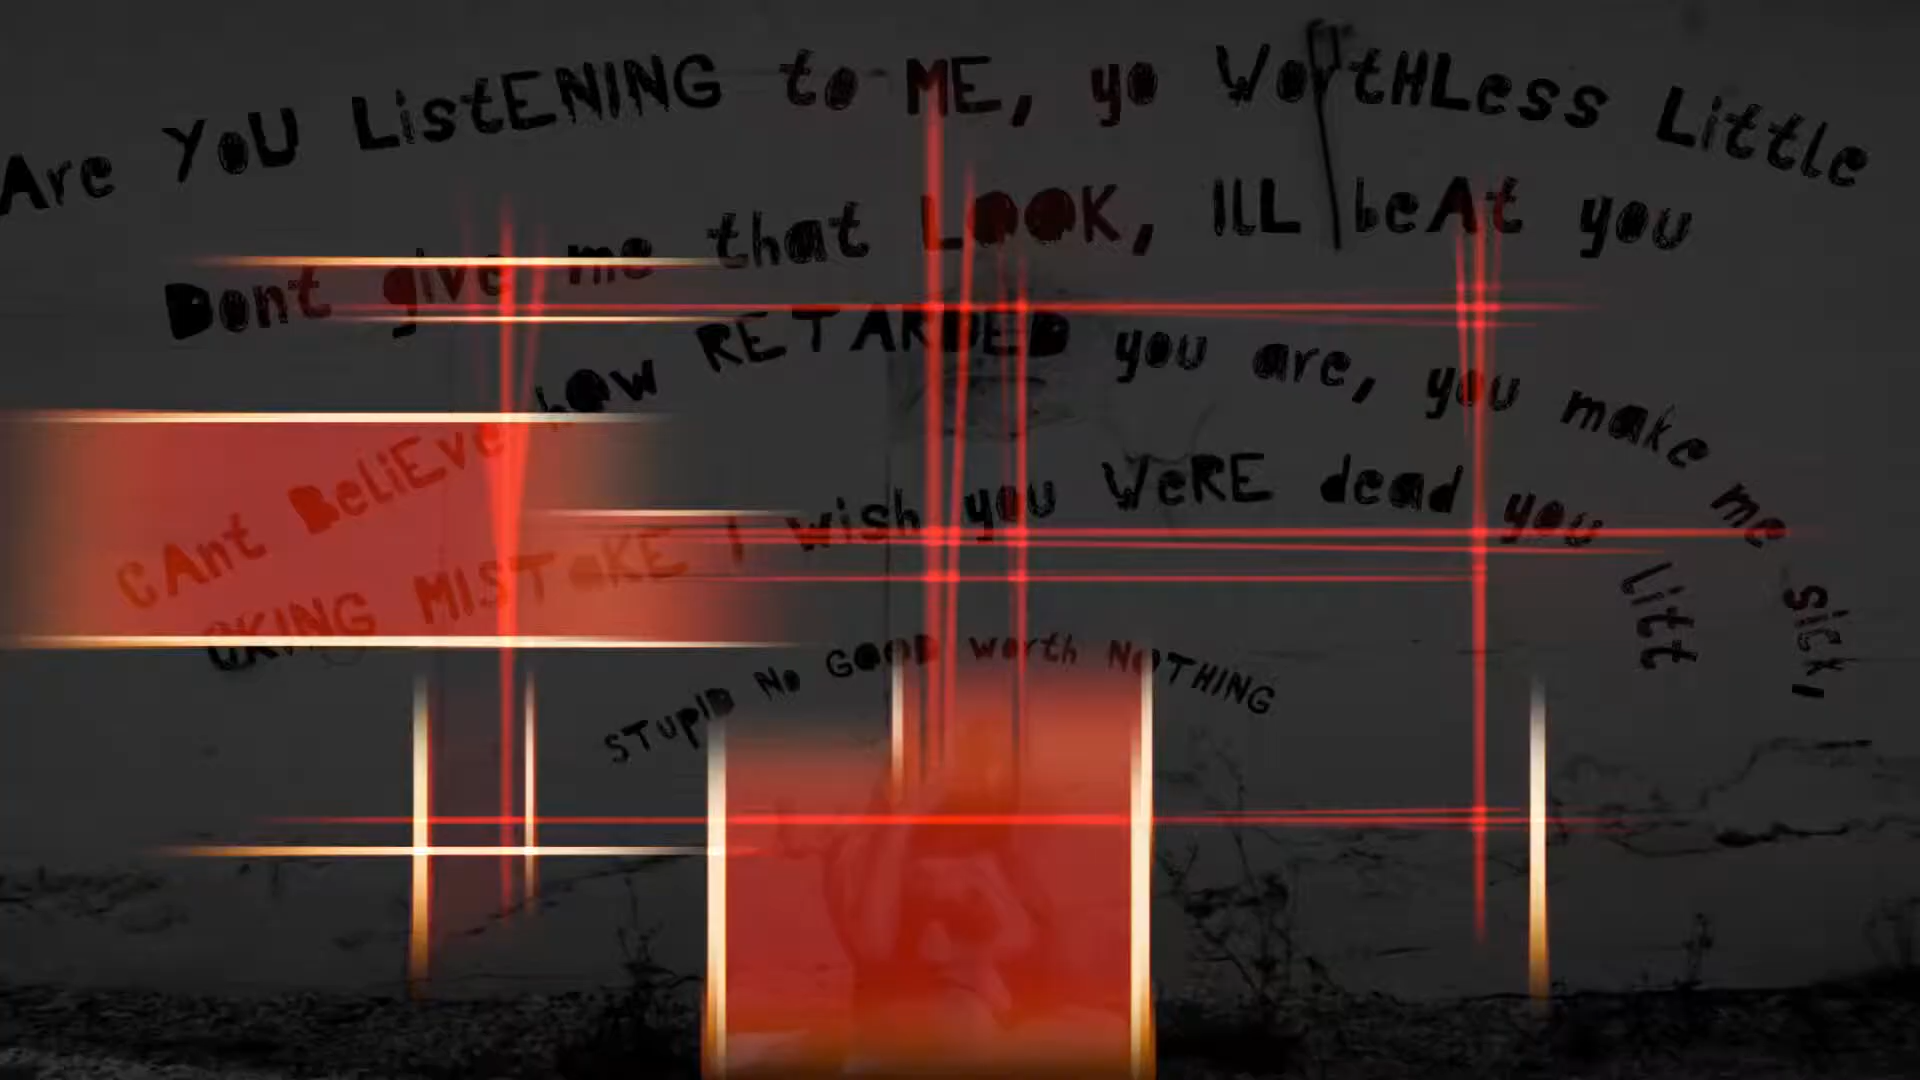 Are YoU ListENING to ME, yo WorthLess Little
Dont give me that LOOK, ILL beAt you
CAnt BeliEve how RETARDED you are, you make me sick,
UKING MISTAKE I wish you WeRE dead you litt
STUpID No GOOD worth NOTHING